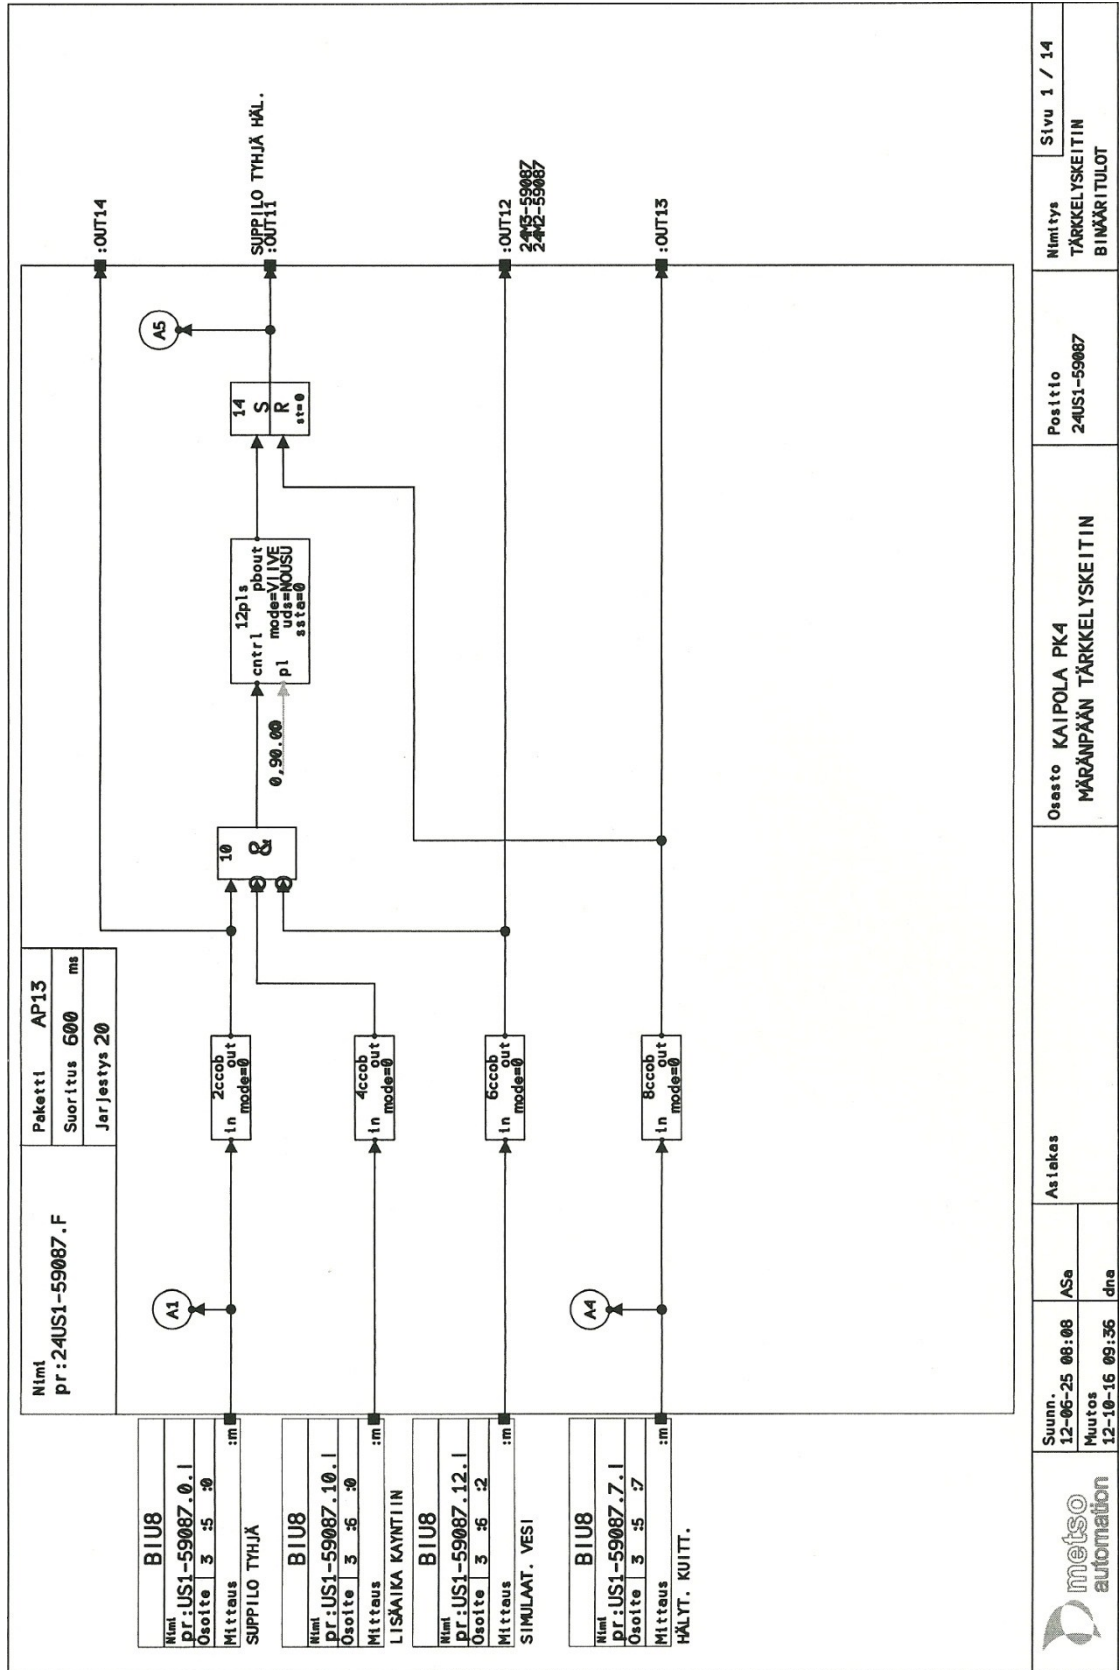 Nimi
pr:24US1-59087.F
Paketti AP13
Suoritus 600 ms
Jarjestys 20
BIU8
Nimi
pr:US1-59087.0.I
Osoite 3 :5 :0
Mittaus :m
SUPPILO TYHJÄ
BIU8
Nimi
pr:US1-59087.10.I
Osoite 3 :6 :0
Mittaus :m
LISÄAIKA KAYNTIIN
BIU8
Nimi
pr:US1-59087.12.I
Osoite 3 :6 :2
Mittaus :m
SIMULAAT. VESI
BIU8
Nimi
pr:US1-59087.7.I
Osoite 3 :5 :7
Mittaus :m
HÄLYT. KUITT.
A1
A4
2ccob
in out
mode=0
4ccob
in out
mode=0
6ccob
in out
mode=0
8ccob
in out
mode=0
10
&
0,90.00
12pls
cntrl pbout
mode=VIIVE
pl uds=NOUSU
ssta=0
14
S
R
st=0
A5
:OUT14
SUPPILO TYHJÄ HÄL.
:OUT11
:OUT12
24M3-59087
24M2-59087
:OUT13
metso
automation
Suunn.
12-06-25 08:08 ASa
Muutos
12-10-16 09:36 dna
Asiakas
Osasto KAIPOLA PK4
MÄRÄNPÄÄN TÄRKKELYSKEITIN
Positio
24US1-59087
Nimitys
TÄRKKELYSKEITIN
BINÄÄRITULOT
Sivu 1 / 14